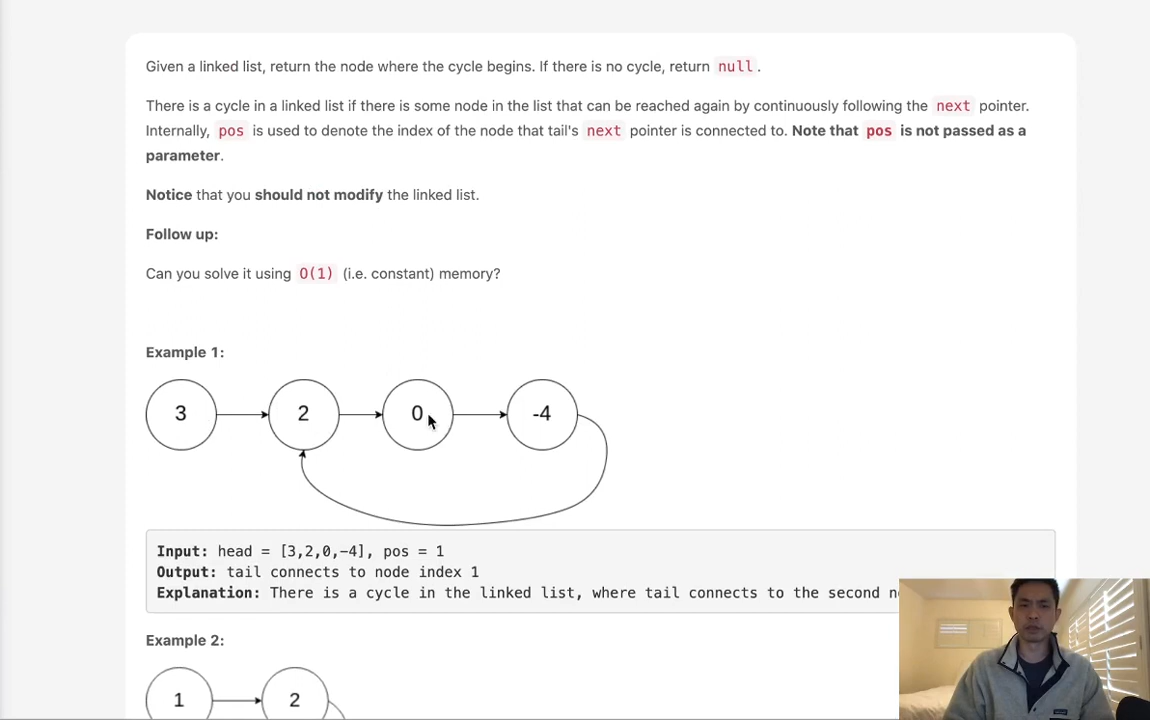 Given a linked list, return the node where the cycle begins. If there is no cycle, return null.
There is a cycle in a linked list if there is some node in the list that can be reached again by continuously following the next pointer.
Internally, pos is used to denote the index of the node that tail's next pointer is connected to. Note that pos is not passed as a
parameter.
Notice that you should not modify the linked list.
Follow up:
Can you solve it using O(1) (i.e. constant) memory?
Example 1:
3 2 0 -4
Input: head = [3,2,0,-4], pos = 1
Output: tail connects to node index 1
Explanation: There is a cycle in the linked list, where tail connects to the second
Example 2:
1 2